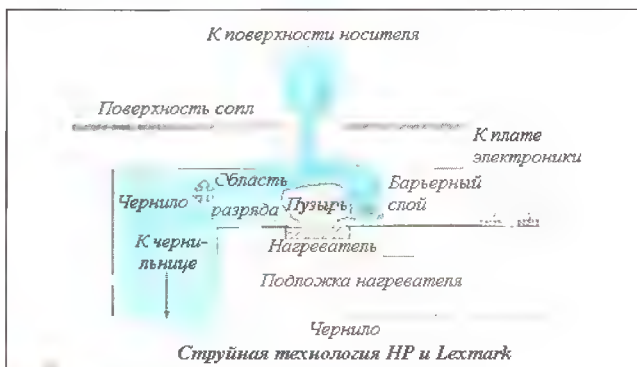 К поверхности носителя
Поверхность сопл
К плате
электроники
Область
разряда
Чернило
Пузырь
Барьерный
слой
К черни-
льнице
Нагреватель
Подложка нагревателя
Чернило
Струйная технология HP и Lexmark